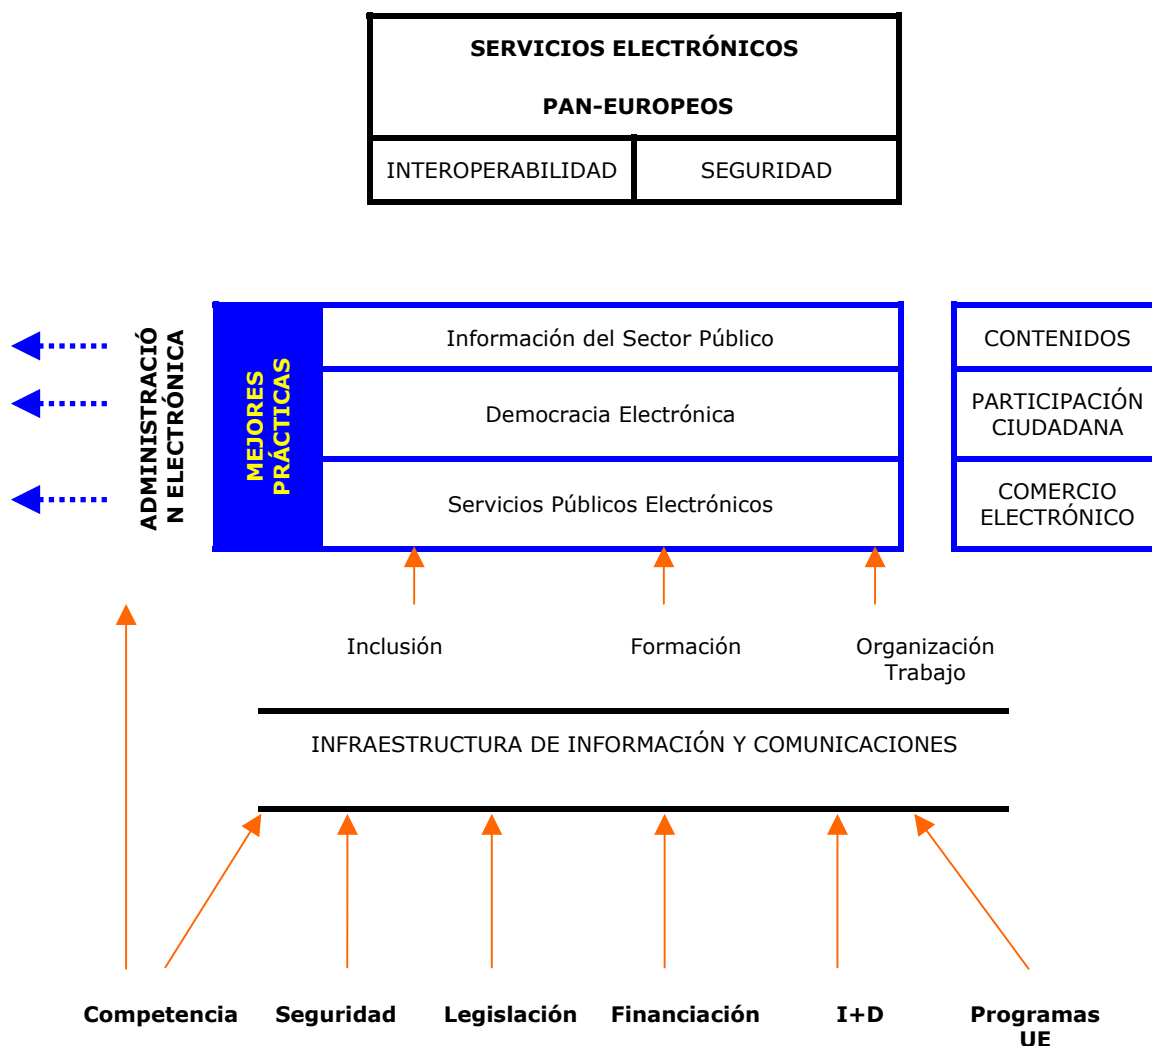 SERVICIOS ELECTRÓNICOS
PAN-EUROPEOS
INTEROPERABILIDAD
SEGURIDAD
ADMINISTRACIÓ
N ELECTRÓNICA
MEJORES
PRÁCTICAS
Información del Sector Público
CONTENIDOS
Democracia Electrónica
PARTICIPACIÓN
CIUDADANA
Servicios Públicos Electrónicos
COMERCIO
ELECTRÓNICO
Inclusión
Formación
Organización
Trabajo
INFRAESTRUCTURA DE INFORMACIÓN Y COMUNICACIONES
Competencia
Seguridad
Legislación
Financiación
I+D
Programas
UE